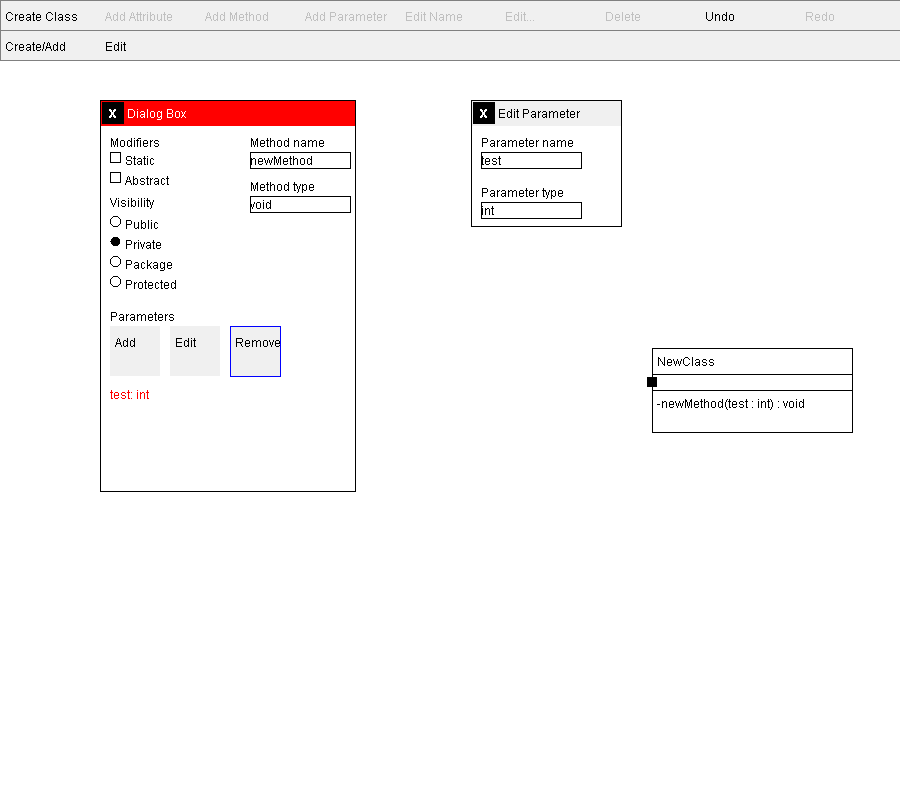 Create Class Add Attribute Add Method Add Parameter Edit Name Edit... Delete Undo Redo
Create/Add Edit
X Dialog Box
Modifiers
Static
Abstract
Visibility
Public
Private
Package
Protected
Method name
newMethod
Method type
void
Parameters
Add Edit Remove
test: int
X Edit Parameter
Parameter name
test
Parameter type
int
NewClass
-newMethod(test : int) : void